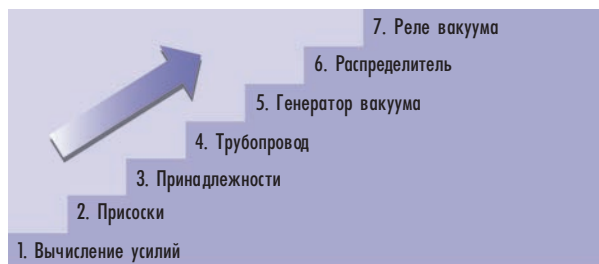 7. Реле вакуума
6. Распределитель
5. Генератор вакуума
4. Трубопровод
3. Принадлежности
2. Присоски
1. Вычисление усилий